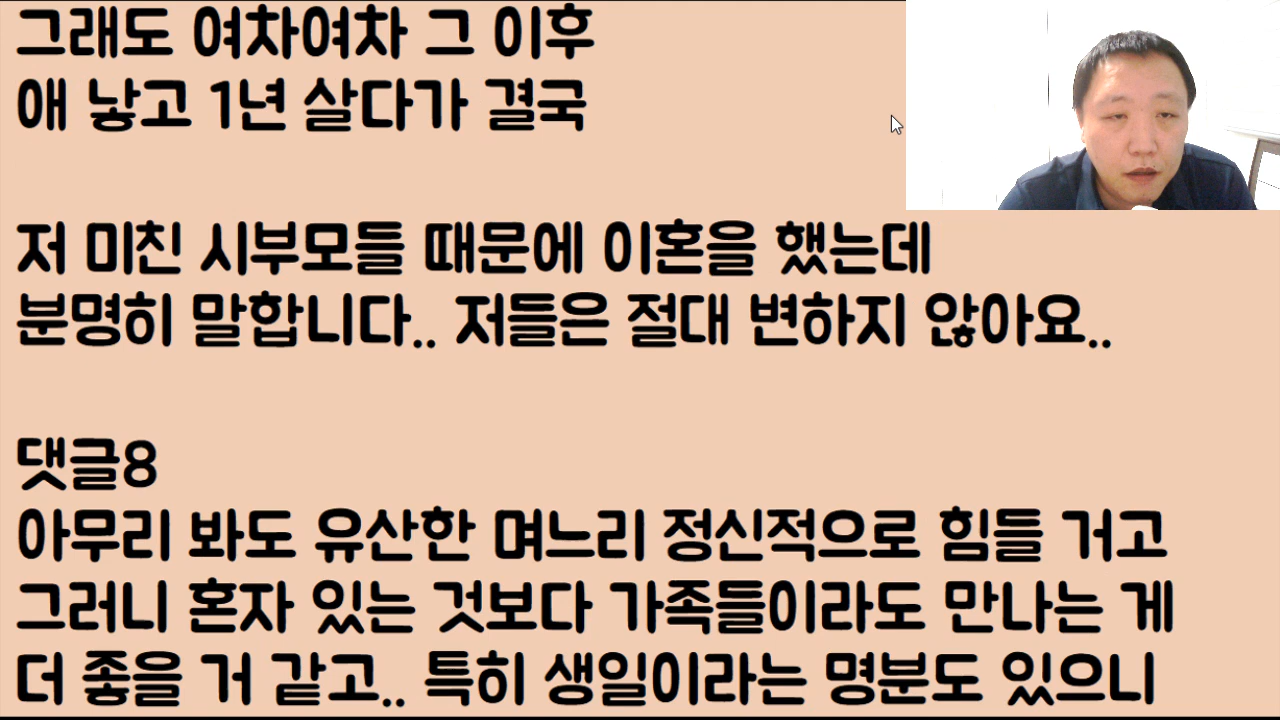 그래도 여차여차 그 이후
애 낳고 1년 살다가 결국
저 미친 시부모들 때문에 이혼을 했는데
분명히 말합니다.. 저들은 절대 변하지 않아요..
댓글8
아무리 봐도 유산한 며느리 정신적으로 힘들 거고
그러니 혼자 있는 것보다 가족들이라도 만나는 게
더 좋을 거 같고.. 특히 생일이라는 명분도 있으니